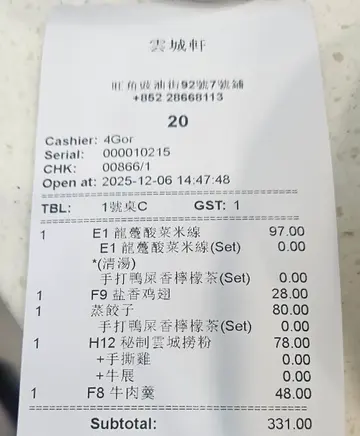 雲城軒
旺角豉油街92號7號舖
+852 28668113
20
Cashier: 4Gor
Serial: 000010215
CHK: 00866/1
Open at: 2025-12-06 14:47:48
TBL: 1號桌C GST: 1
1 E1 龍躉酸菜米線 97.00
E1 龍躉酸菜米線(Set) 0.00
*(清湯)
手打鴨屎香檸檬茶(Set) 0.00
1 F9 盐香鸡翅 28.00
1 蒸餃子 80.00
手打鴨屎香檸檬茶(Set) 0.00
1 H12 秘制雲城撈粉 78.00
+手撕雞 0.00
+牛展 0.00
1 F8 牛肉羹 48.00
Subtotal: 331.00